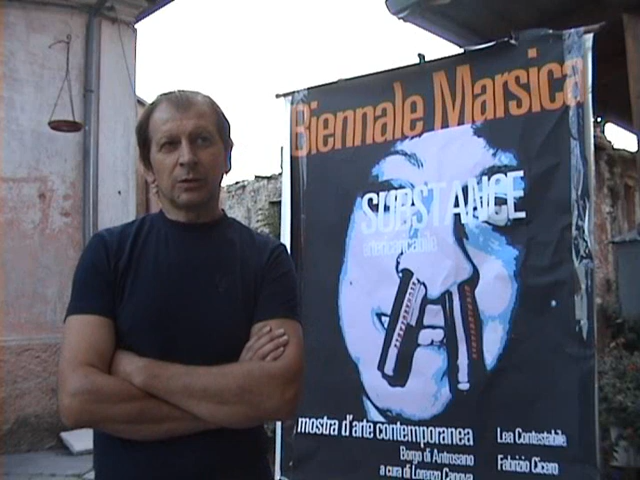 Biennale Marsica
SUBSTANCE
mostra d'arte contemporanea
Borgo di Antrosano
a cura di Lorenzo Canova
Lea Contestabile
Fabrizio Cicero